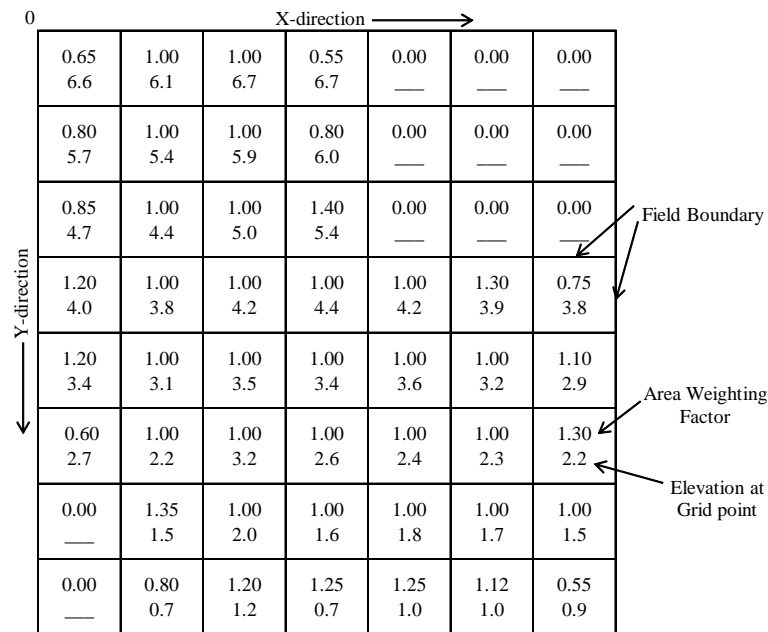 0 X-direction
0.65 1.00 1.00 0.55 0.00 0.00 0.00
6.6 6.1 6.7 6.7 ___ ___ ___
0.80 1.00 1.00 0.80 0.00 0.00 0.00
5.7 5.4 5.9 6.0 ___ ___ ___
0.85 1.00 1.00 1.40 0.00 0.00 0.00
4.7 4.4 5.0 5.4 ___ ___ ___
Field Boundary
Y-direction
1.20 1.00 1.00 1.00 1.00 1.30 0.75
4.0 3.8 4.2 4.4 4.2 3.9 3.8
1.20 1.00 1.00 1.00 1.00 1.00 1.10
3.4 3.1 3.5 3.4 3.6 3.2 2.9
Area Weighting
Factor
0.60 1.00 1.00 1.00 1.00 1.00 1.30
2.7 2.2 3.2 2.6 2.4 2.3 2.2
Elevation at
Grid point
0.00 1.35 1.00 1.00 1.00 1.00 1.00
___ 1.5 2.0 1.6 1.8 1.7 1.5
0.00 0.80 1.20 1.25 1.25 1.12 0.55
___ 0.7 1.2 0.7 1.0 1.0 0.9